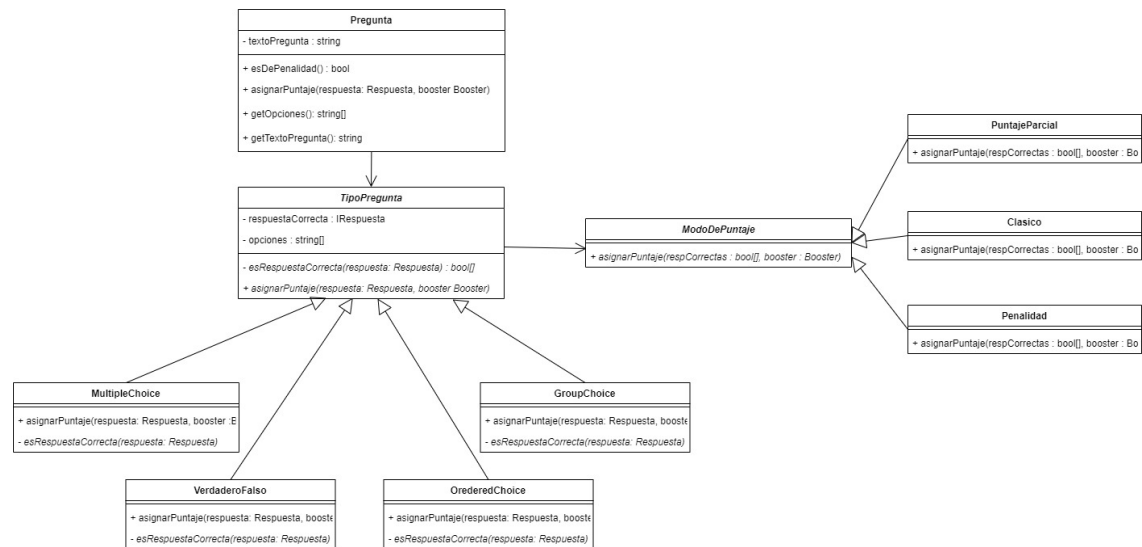 Pregunta
- textoPregunta : string
+ esDePenalidad() : bool
+ asignarPuntaje(respuesta: Respuesta, booster Booster)
+ getOpciones(): string[]
+ getTextoPregunta(): string
TipoPregunta
- respuestaCorrecta : IRespuesta
- opciones : string[]
- esRespuestaCorrecta(respuesta: Respuesta) : bool[]
+ asignarPuntaje(respuesta: Respuesta, booster Booster)
ModoDePuntaje
+ asignarPuntaje(respCorrectas : bool[], booster : Booster)
PuntajeParcial
+ asignarPuntaje(respCorrectas : bool[], booster : Bo
Clasico
+ asignarPuntaje(respCorrectas : bool[], booster : Bo
Penalidad
+ asignarPuntaje(respCorrectas : bool[], booster : Bo
MultipleChoice
+ asignarPuntaje(respuesta: Respuesta, booster :B
- esRespuestaCorrecta(respuesta: Respuesta)
GroupChoice
+ asignarPuntaje(respuesta: Respuesta, booste
- esRespuestaCorrecta(respuesta: Respuesta)
VerdaderoFalso
+ asignarPuntaje(respuesta: Respuesta, booste
- esRespuestaCorrecta(respuesta: Respuesta)
OrederedChoice
+ asignarPuntaje(respuesta: Respuesta, booste
- esRespuestaCorrecta(respuesta: Respuesta)